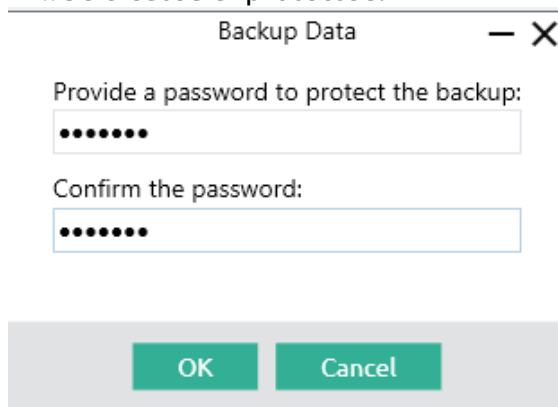 Backup Data
Provide a password to protect the backup:
•••••••
Confirm the password:
•••••••
OK Cancel